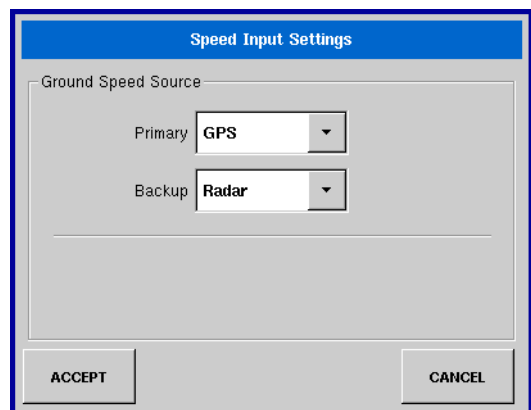 Speed Input Settings
Ground Speed Source
Primary GPS
Backup Radar
ACCEPT CANCEL